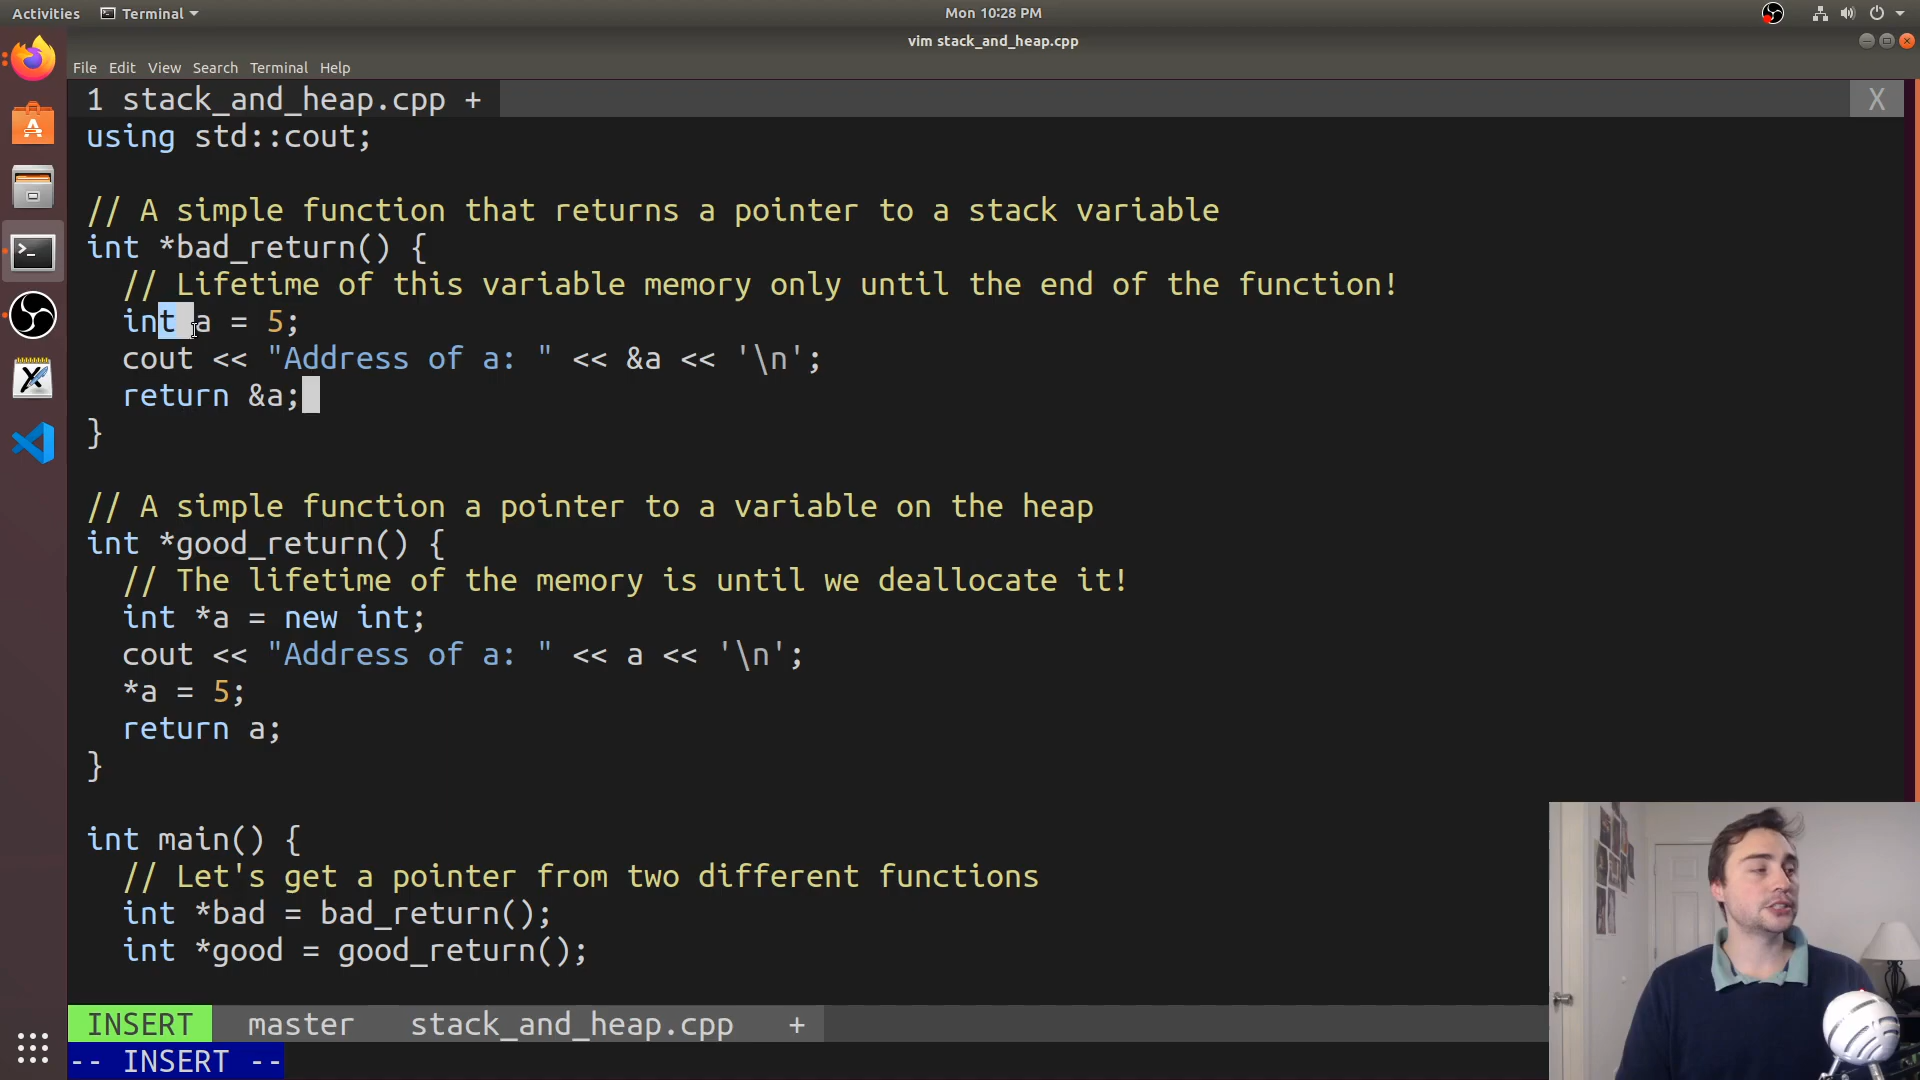 Activities Terminal Mon 10:28 PM
vim stack_and_heap.cpp
File Edit View Search Terminal Help
1 stack_and_heap.cpp + X
using std::cout;
// A simple function that returns a pointer to a stack variable
int *bad_return() {
// Lifetime of this variable memory only until the end of the function!
int a = 5;
cout << "Address of a: " << &a << '\n';
return &a;
}
// A simple function a pointer to a variable on the heap
int *good_return() {
// The lifetime of the memory is until we deallocate it!
int *a = new int;
cout << "Address of a: " << a << '\n';
*a = 5;
return a;
}
int main() {
// Let's get a pointer from two different functions
int *bad = bad_return();
int *good = good_return();
INSERT master stack_and_heap.cpp +
-- INSERT --